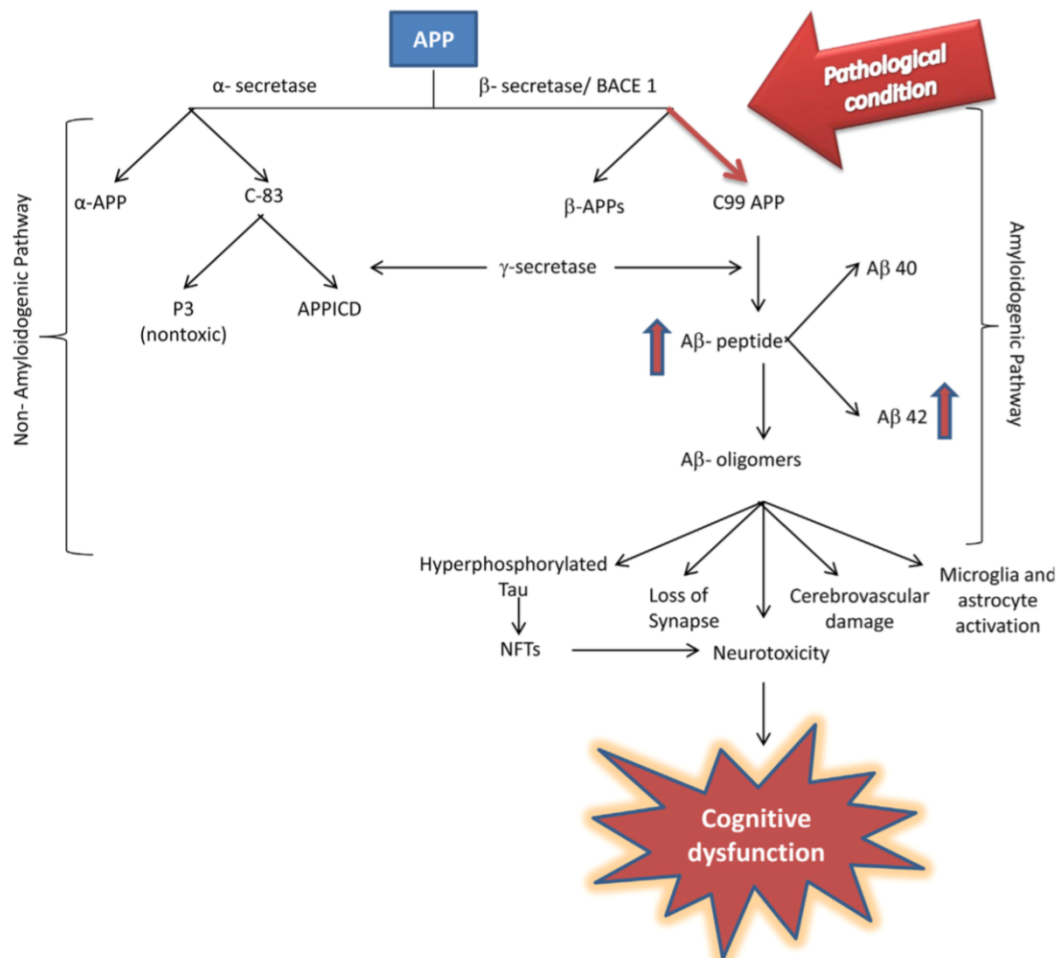 APP
α- secretase
β- secretase/ BACE 1
Pathological
condition
Non- Amyloidogenic Pathway
α-APP
C-83
β-APPs
C99 APP
Amyloidogenic Pathway
γ-secretase
Aβ 40
P3
(nontoxic)
APPICD
Aβ- peptide
Aβ 42
Aβ- oligomers
Hyperphosphorylated
Tau
Loss of
Synapse
Cerebrovascular
damage
Microglia and
astrocyte
activation
NFTs
Neurotoxicity
Cognitive
dysfunction